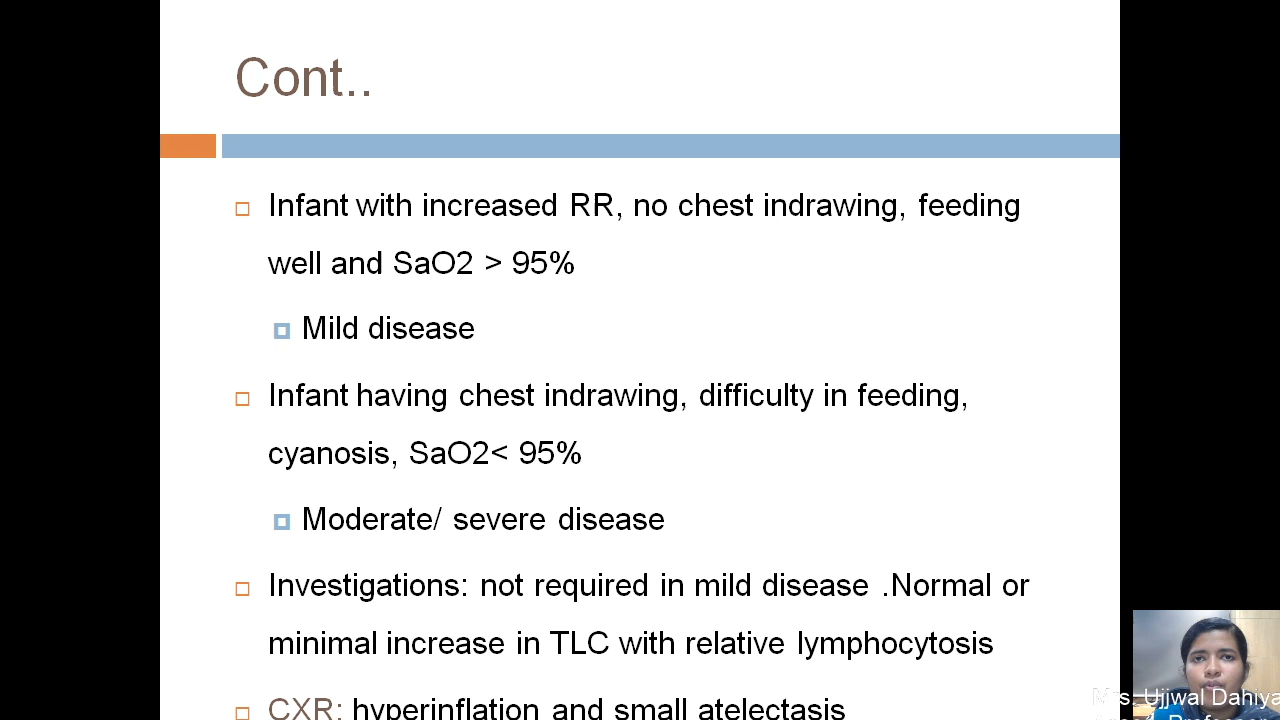 Cont..
Infant with increased RR, no chest indrawing, feeding
well and SaO2 > 95%
Mild disease
Infant having chest indrawing, difficulty in feeding,
cyanosis, SaO2< 95%
Moderate/ severe disease
Investigations: not required in mild disease .Normal or
minimal increase in TLC with relative lymphocytosis
CXR: hyperinflation and small atelectasis
Mrs. Ujjwal Dahiya